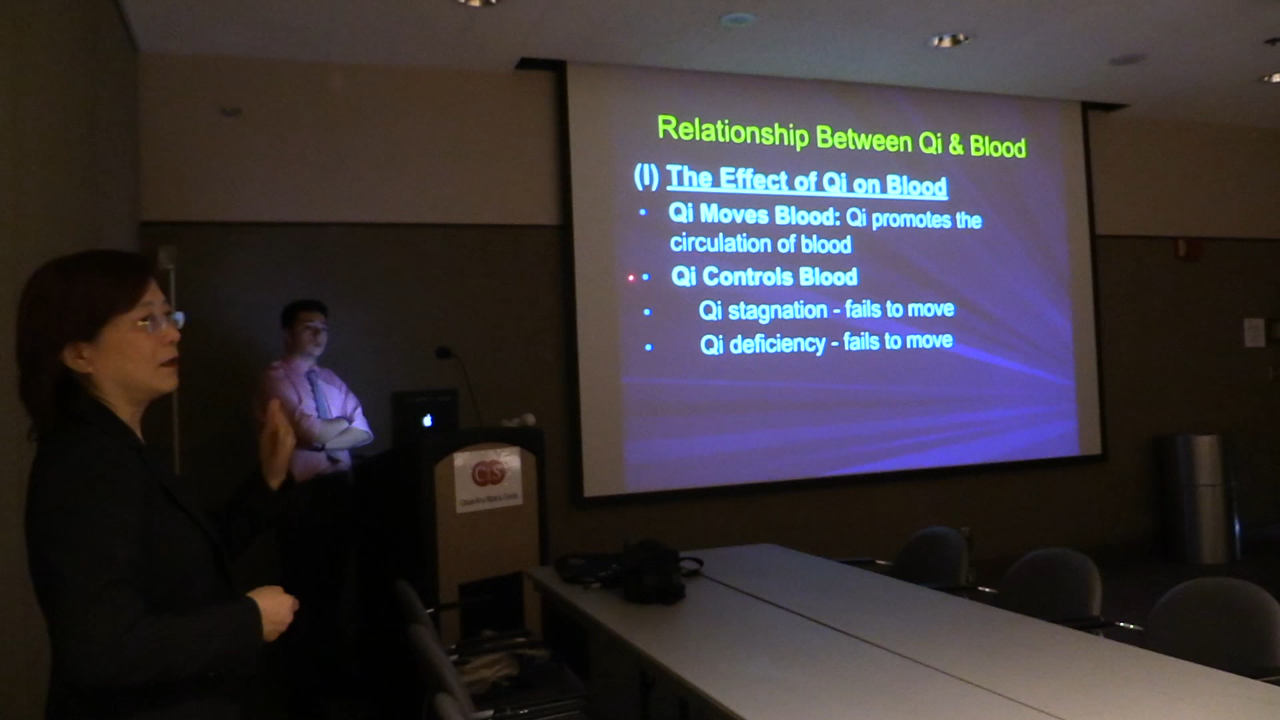 Relationship Between Qi & Blood
(I) The Effect of Qi on Blood
• Qi Moves Blood: Qi promotes the
circulation of blood
• Qi Controls Blood
• Qi stagnation - fails to move
• Qi deficiency - fails to move
CIS